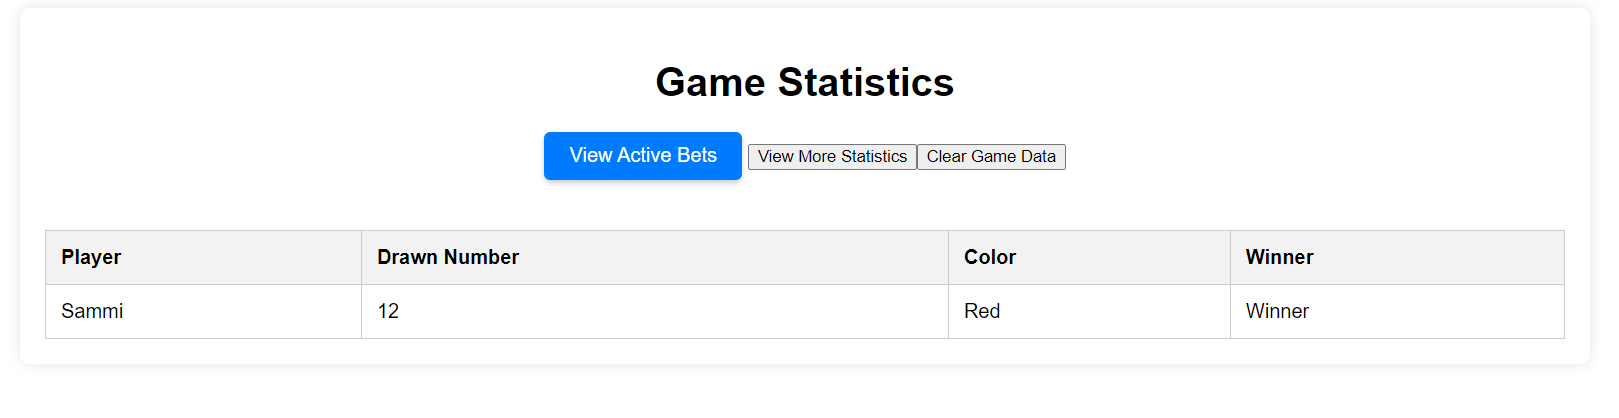 Game Statistics
View Active Bets View More Statistics Clear Game Data
Player Drawn Number Color Winner
Sammi 12 Red Winner